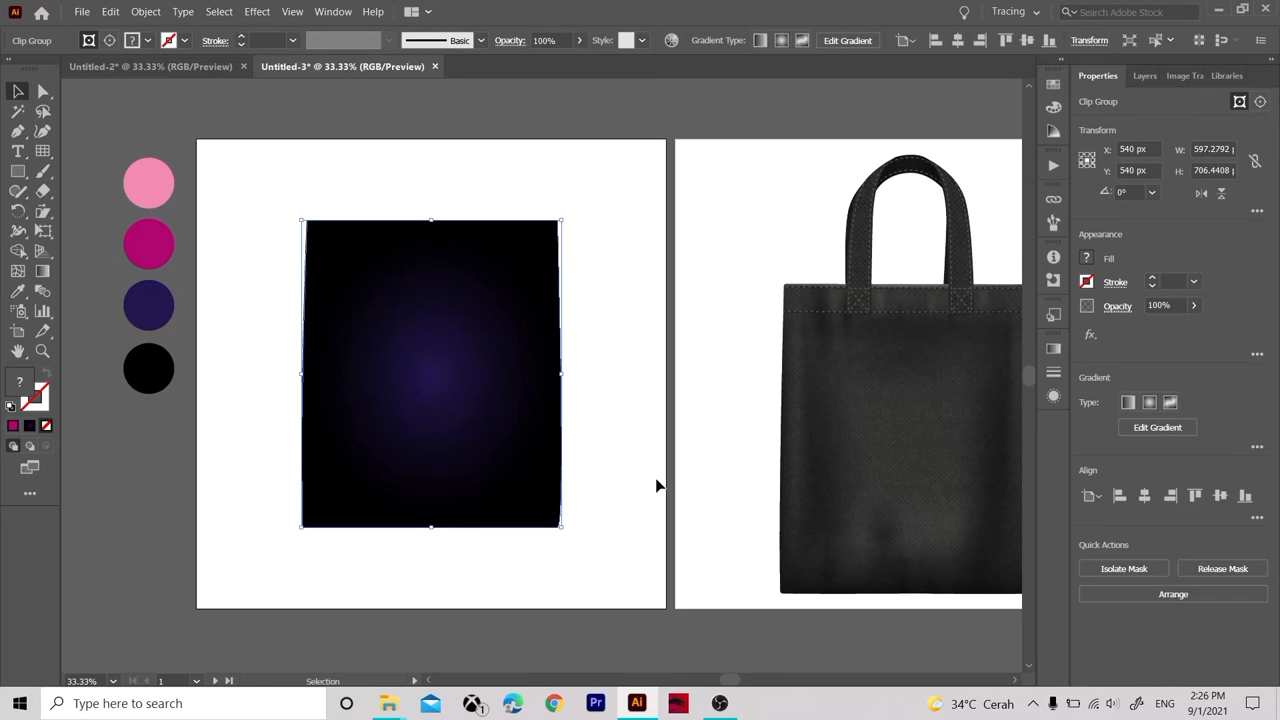 Ai File Edit Object Type Select Effect View Window Help Tracing Search Adobe Stock
Clip Group ? Stroke: Basic Opacity: 100% Style: Gradient Type: Edit Gradient Transform
Untitled-2* @ 33.33% (RGB/Preview) × Untitled-3* @ 33.33% (RGB/Preview) ×
Properties Layers Image Tra Libraries
Clip Group
Transform
X: 540 px W: 597.2792
Y: 540 px H: 706.4408
0°
Appearance
? Fill
Stroke
Opacity 100%
fx
Gradient
Type:
Edit Gradient
Align
Quick Actions
Isolate Mask Release Mask
Arrange
T
?
33.33% 1 Selection
Type here to search
1 Pr Ai
34°C Cerah ENG
2:26 PM
9/1/2021